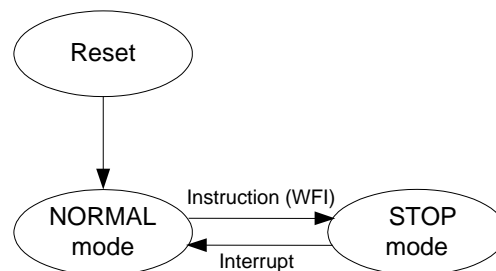 Reset
Instruction (WFI)
NORMAL
mode
STOP
mode
Interrupt